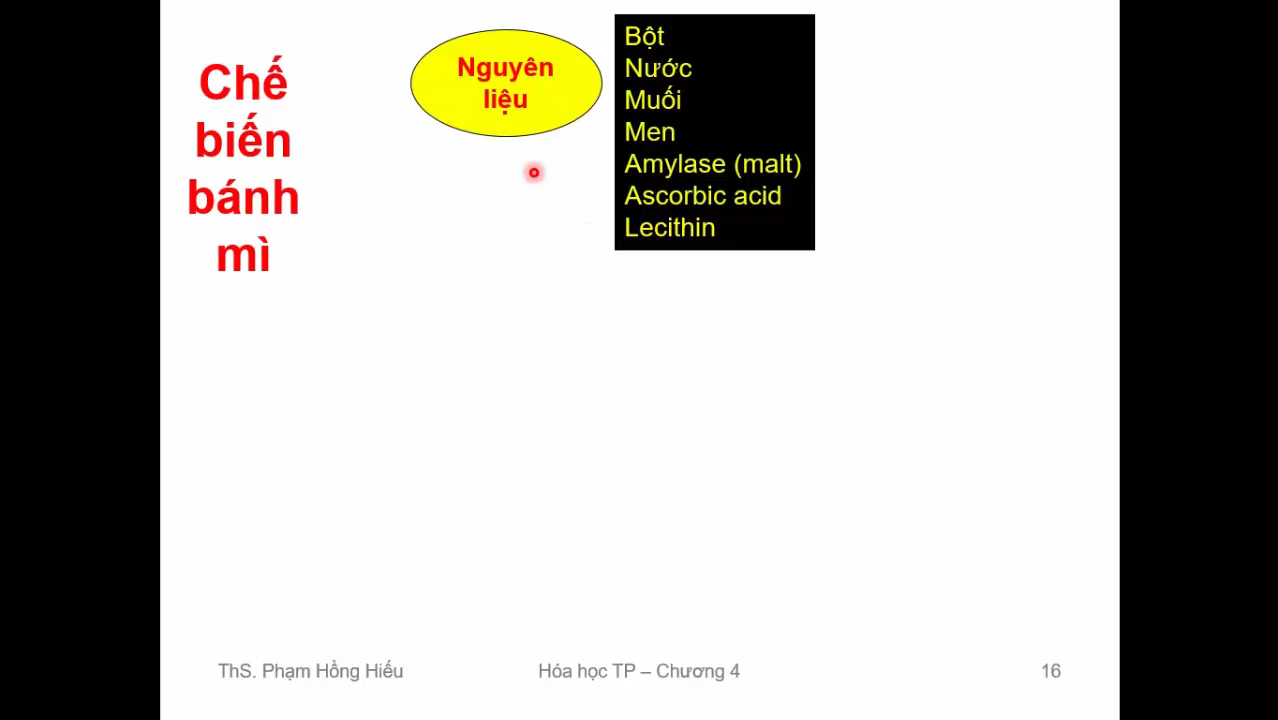 Chế
biến
bánh
mì
Nguyên
liệu
Bột
Nước
Muối
Men
Amylase (malt)
Ascorbic acid
Lecithin
ThS. Phạm Hồng Hiếu
Hóa học TP – Chương 4
16